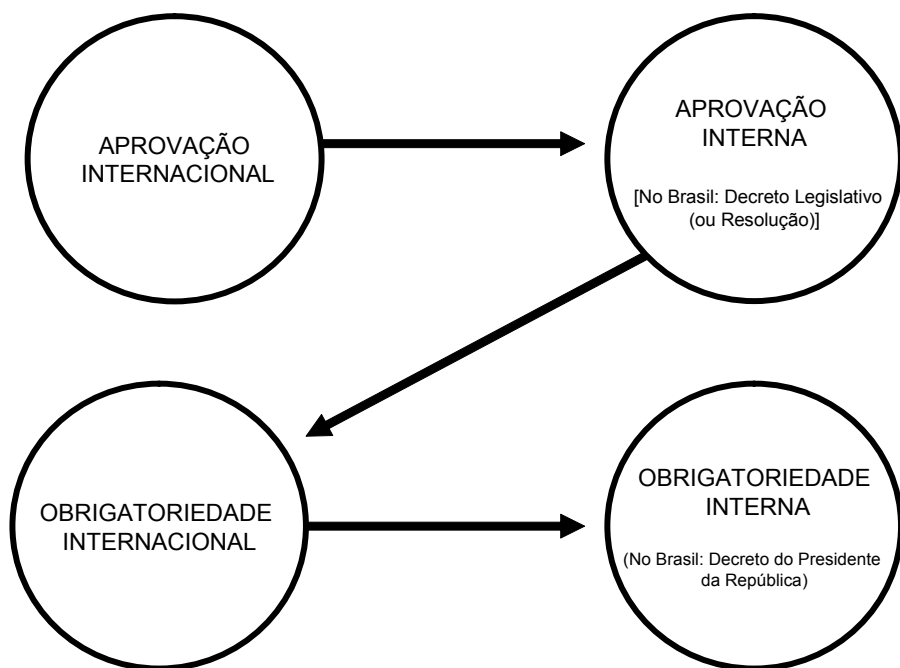 APROVAÇÃO
INTERNACIONAL
APROVAÇÃO
INTERNA
[No Brasil: Decreto Legislativo
(ou Resolução)]
OBRIGATORIEDADE
INTERNACIONAL
OBRIGATORIEDADE
INTERNA
(No Brasil: Decreto do Presidente
da República)